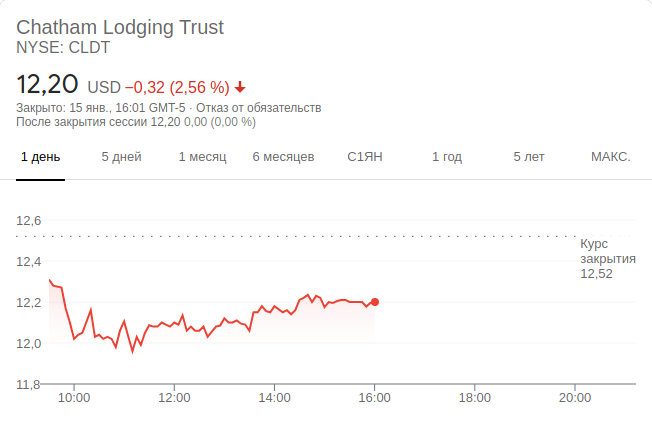 Chatham Lodging Trust
NYSE: CLDT
12,20 USD −0,32 (2,56 %)
Закрыто: 15 янв., 16:01 GMT-5 · Отказ от обязательств
После закрытия сессии 12,20 0,00 (0,00 %)
1 день 5 дней 1 месяц 6 месяцев С1ЯН 1 год 5 лет МАКС.
12,6
Курс
закрытия
12,52
12,4
12,2
12,0
11,8
10:00 12:00 14:00 16:00 18:00 20:00